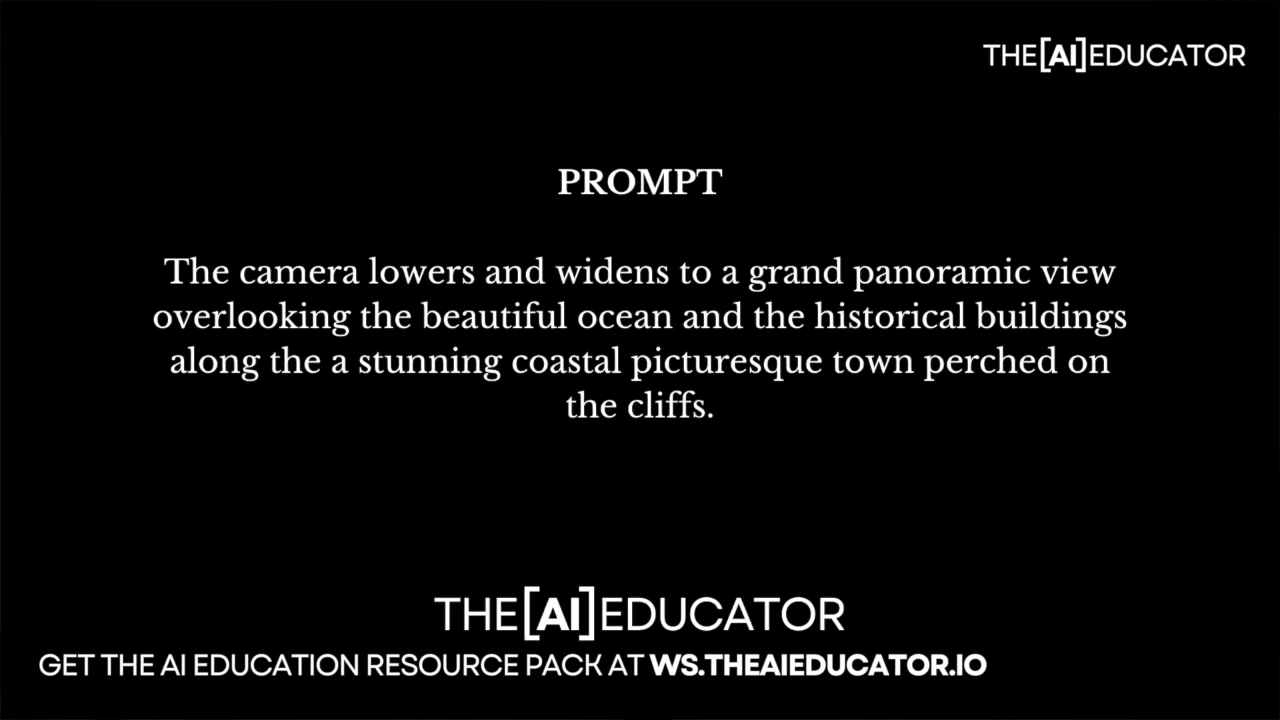 THE[AI]EDUCATOR
PROMPT
The camera lowers and widens to a grand panoramic view
overlooking the beautiful ocean and the historical buildings
along the a stunning coastal picturesque town perched on
the cliffs.
THE[AI]EDUCATOR
GET THE AI EDUCATION RESOURCE PACK AT WS.THEAIEDUCATOR.IO